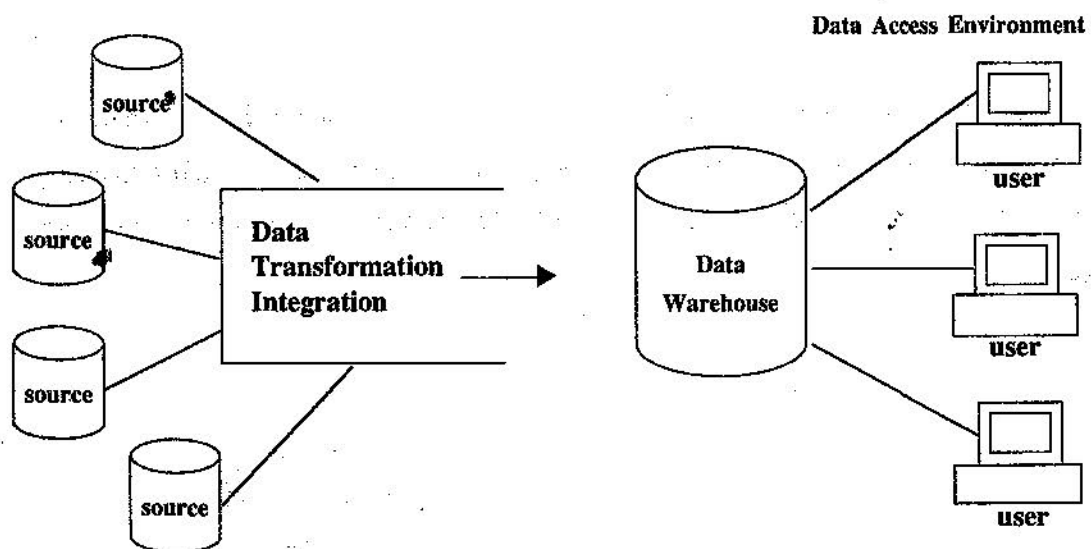 Data Access Environment
source
source
source
source
Data
Transformation
Integration
Data
Warehouse
user
user
user